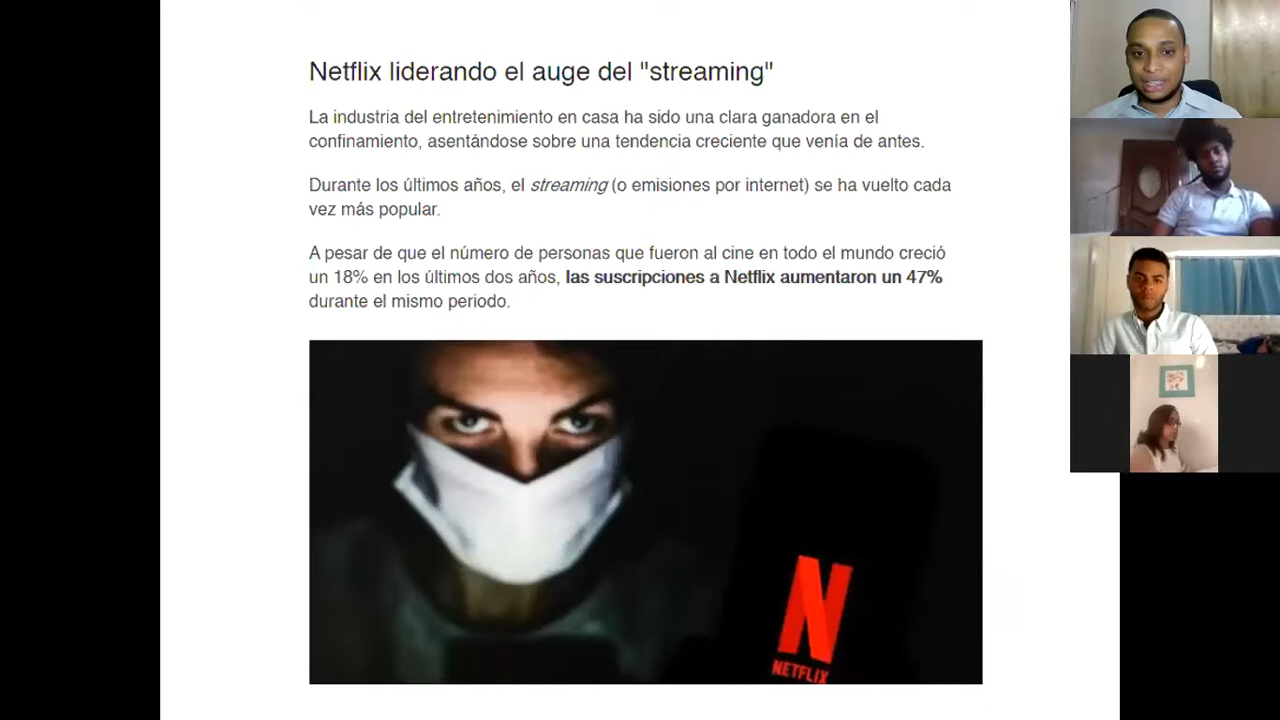 Netflix liderando el auge del "streaming"
La industria del entretenimiento en casa ha sido una clara ganadora en el
confinamiento, asentándose sobre una tendencia creciente que venía de antes.
Durante los últimos años, el streaming (o emisiones por internet) se ha vuelto cada
vez más popular.
A pesar de que el número de personas que fueron al cine en todo el mundo creció
un 18% en los últimos dos años, las suscripciones a Netflix aumentaron un 47%
durante el mismo periodo.
N
NETFLIX